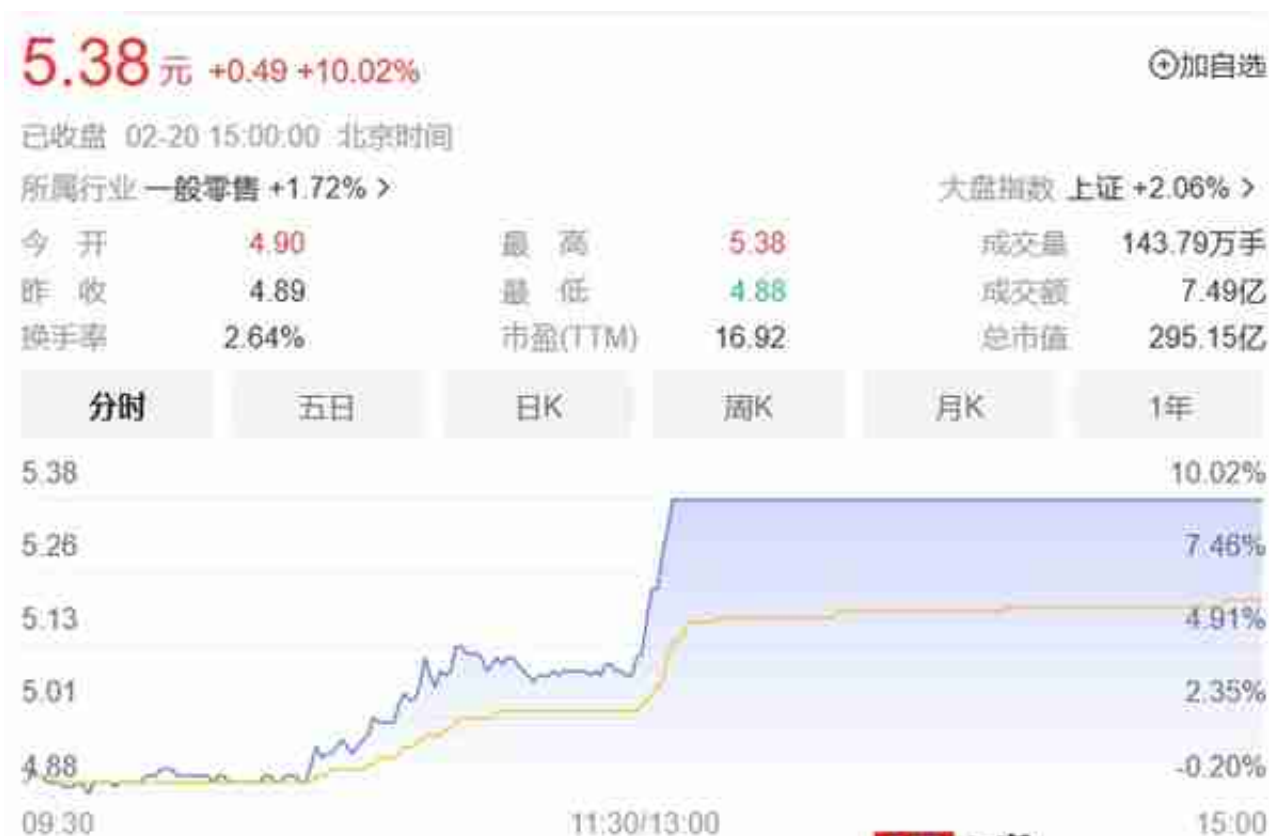 5.38元 +0.49 +10.02% ⊕加自选
已收盘 02-20 15:00:00 北京时间
所属行业 一般零售 +1.72% > 大盘指数 上证 +2.06% >
今开 4.90 最高 5.38 成交量 143.79万手
昨收 4.89 最低 4.88 成交额 7.49亿
换手率 2.64% 市盈(TTM) 16.92 总市值 295.15亿
分时 五日 日K 周K 月K 1年
5.38 10.02%
5.26 7.46%
5.13 4.91%
5.01 2.35%
4.88 -0.20%
09:30 11:30/13:00 15:00